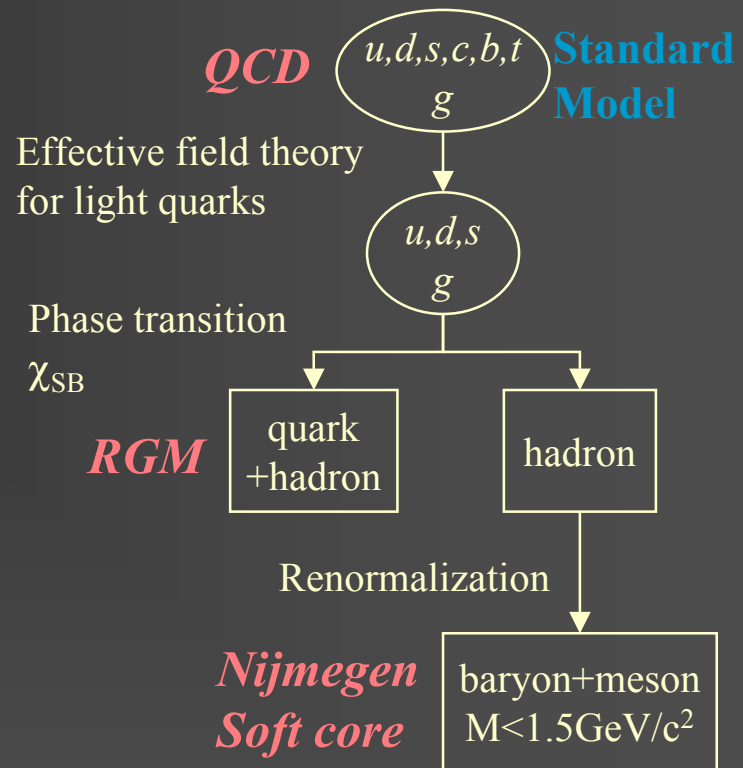 QCD
u,d,s,c,b,t
g
Standard
Model
Effective field theory
for light quarks
u,d,s
g
Phase transition
χSB
RGM
quark
+hadron
hadron
Renormalization
Nijmegen
Soft core
baryon+meson
M<1.5GeV/c²